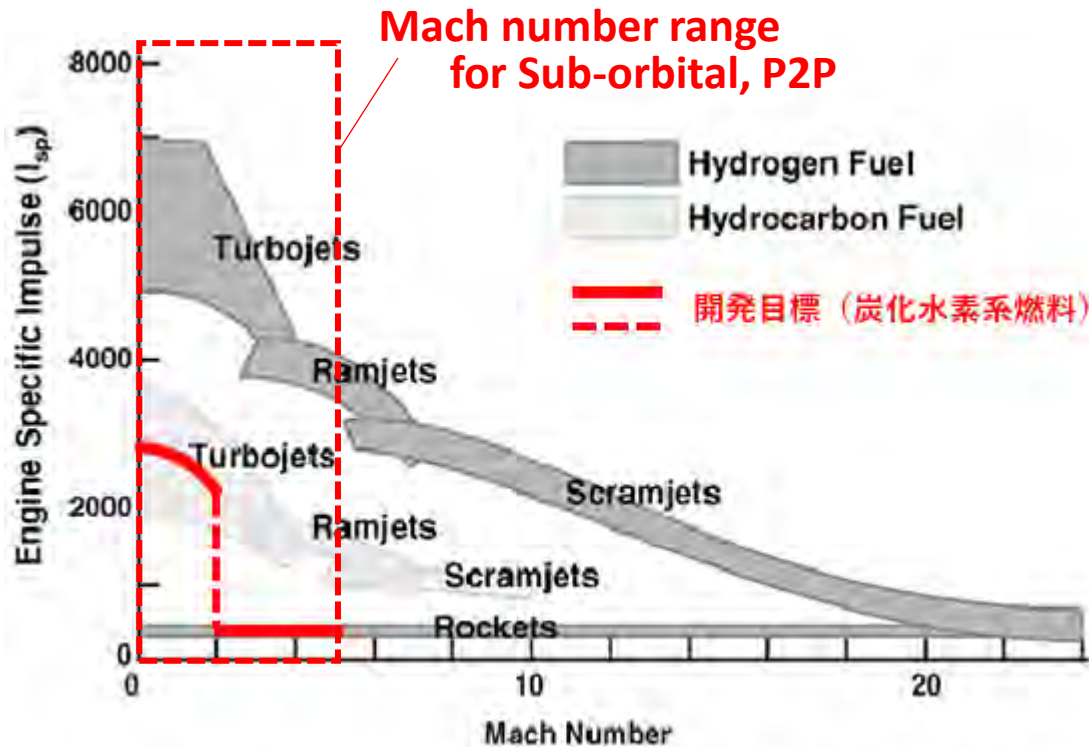 Mach number range
for Sub-orbital, P2P
8000
6000
4000
2000
0
Engine Specific Impulse (Isp)
Hydrogen Fuel
Hydrocarbon Fuel
開発目標（炭化水素系燃料）
Turbojets
Ramjets
Scramjets
Turbojets
Ramjets
Scramjets
Rockets
0
10
20
Mach Number